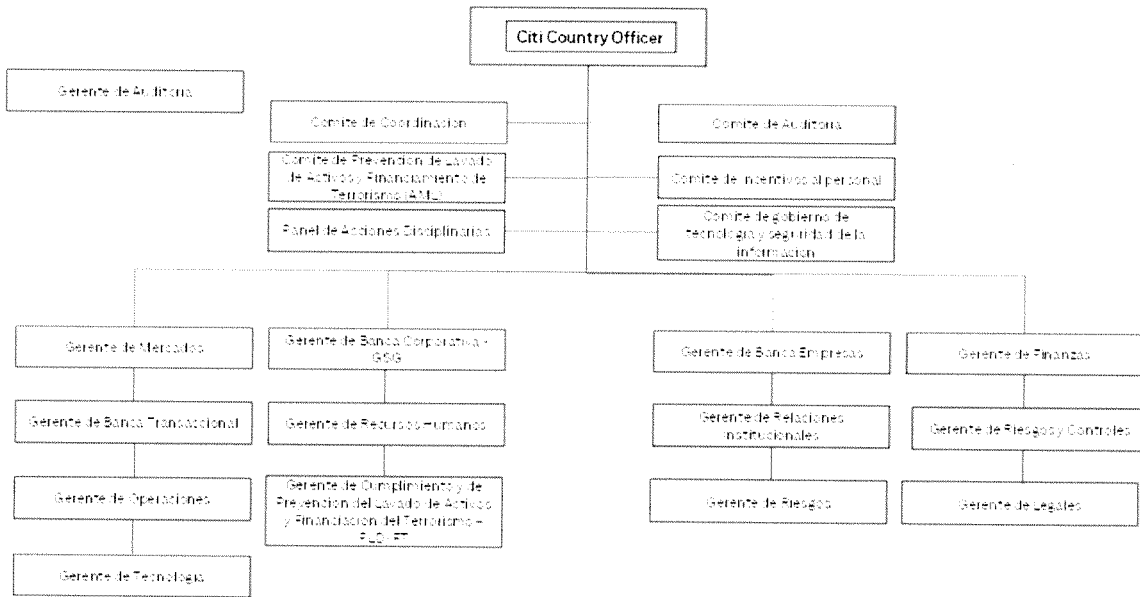 Citi Country Officer
Gerente de Auditoria
Comite de Coordinacion
Comite de Auditoria
Comite de Prevencion de Lavado
de Activos y Financiamiento de
Terrorismo (AML)
Comite de incentivos al personal
Panel de Acciones Disciplinarias
Comite de gobierno de
tecnologia y seguridad de la
informacion
Gerente de Mercados
Gerente de Banca Corporativa -
GSG
Gerente de Banca Empresas
Gerente de Finanzas
Gerente de Banca Transaccional
Gerente de Recursos Humanos
Gerente de Relaciones
Institucionales
Gerente de Riesgos y Controles
Gerente de Operaciones
Gerente de Cumplimiento y de
Prevencion del Lavado de Activos
y Financiacion del Terrorismo –
PLD-FT
Gerente de Riesgos
Gerente de Legales
Gerente de Tecnologia